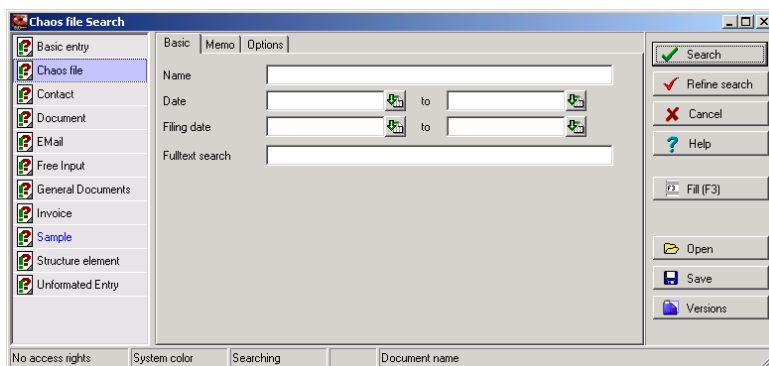 Chaos file Search
Basic entry
Chaos file
Contact
Document
EMail
Free Input
General Documents
Invoice
Sample
Structure element
Unformated Entry
Basic Memo Options
Name
Date to
Filing date to
Fulltext search
Search
Refine search
Cancel
Help
Fill (F3)
Open
Save
Versions
No access rights System color Searching Document name